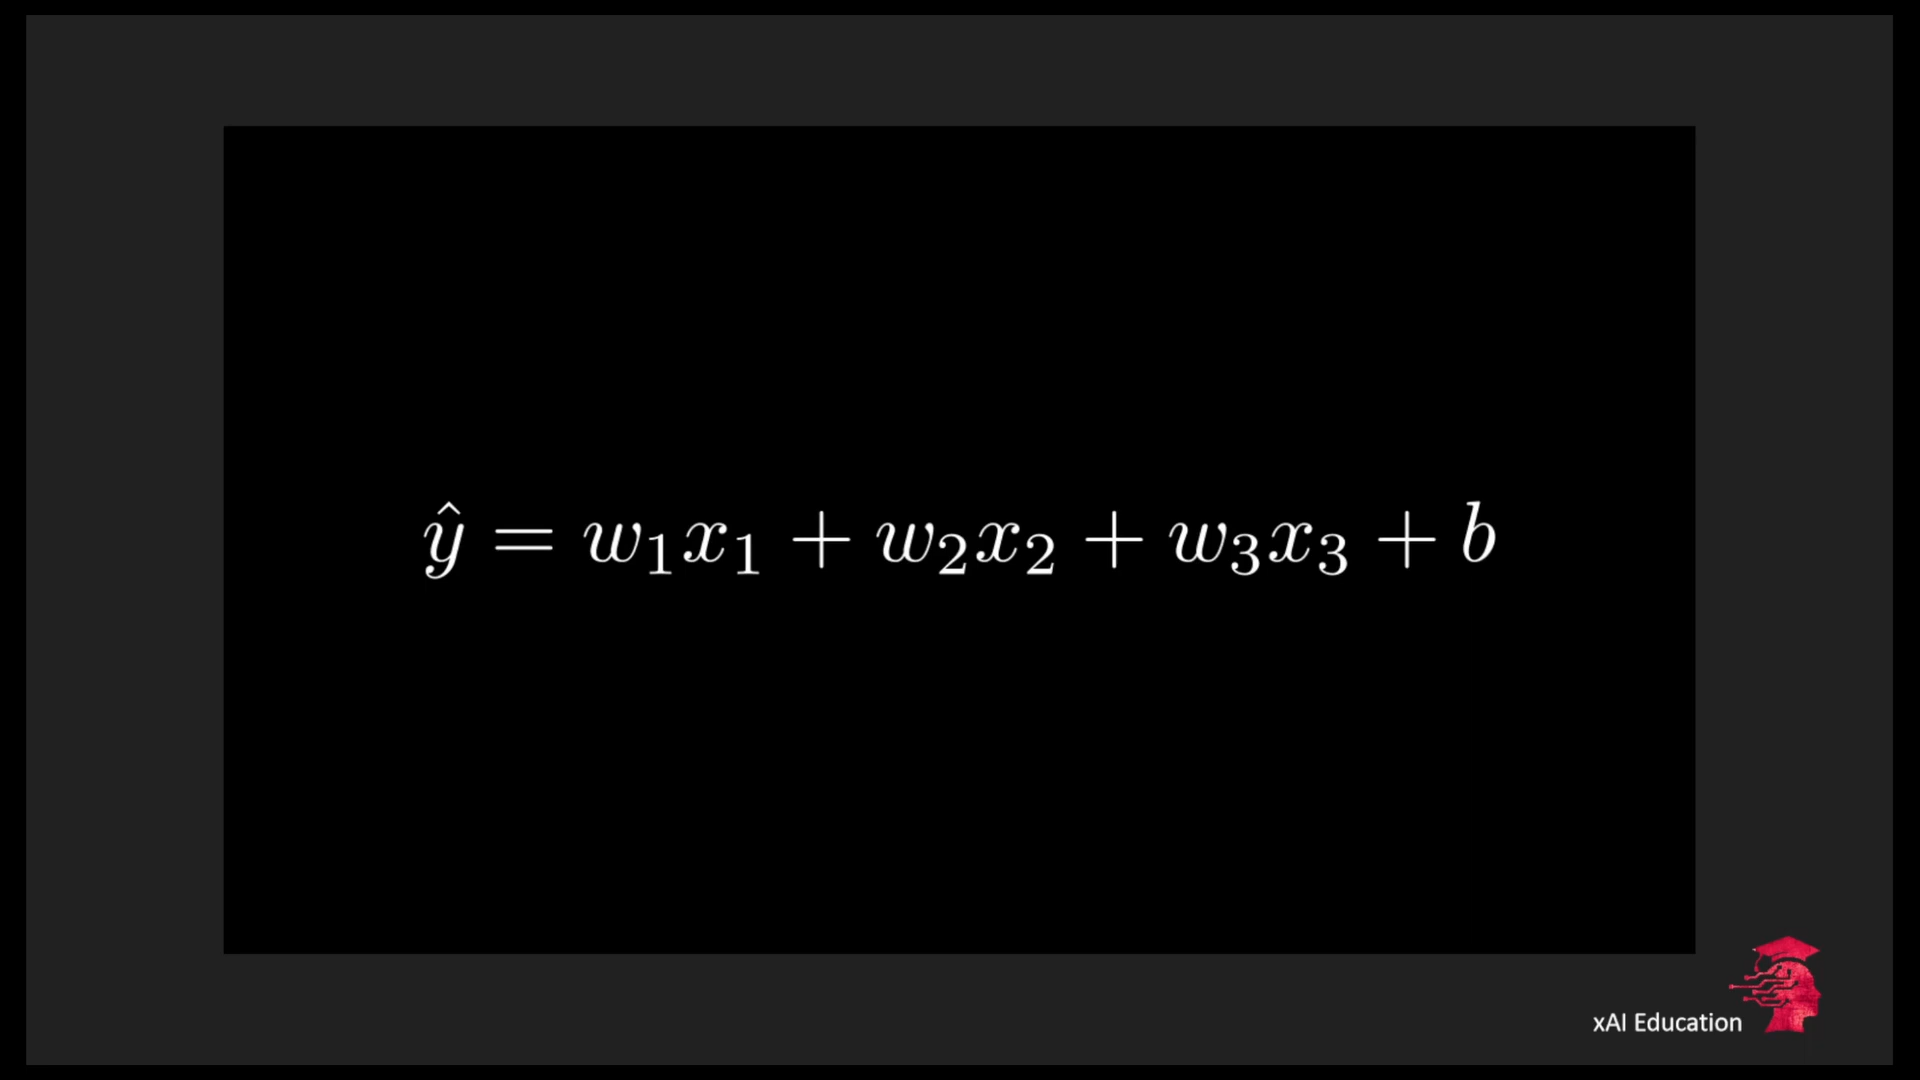 ŷ = w₁x₁ + w₂x₂ + w₃x₃ + b
xAI Education